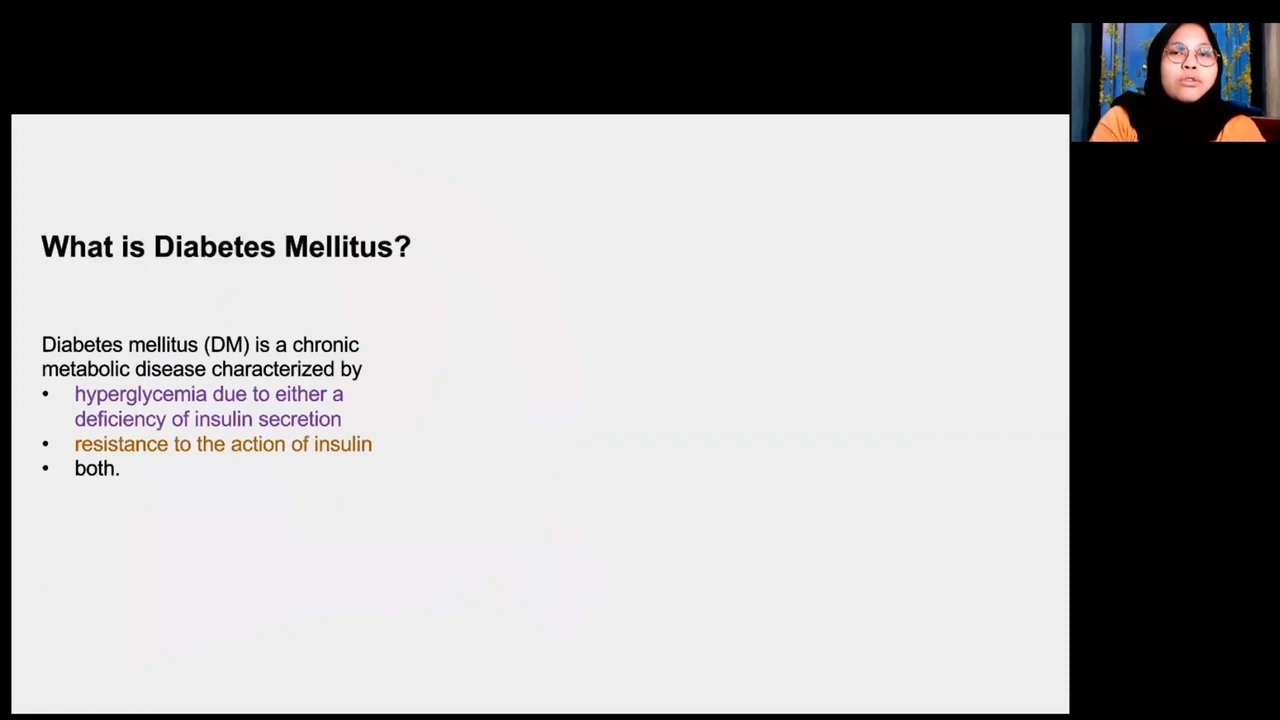 What is Diabetes Mellitus?
Diabetes mellitus (DM) is a chronic
metabolic disease characterized by
• hyperglycemia due to either a
deficiency of insulin secretion
• resistance to the action of insulin
• both.